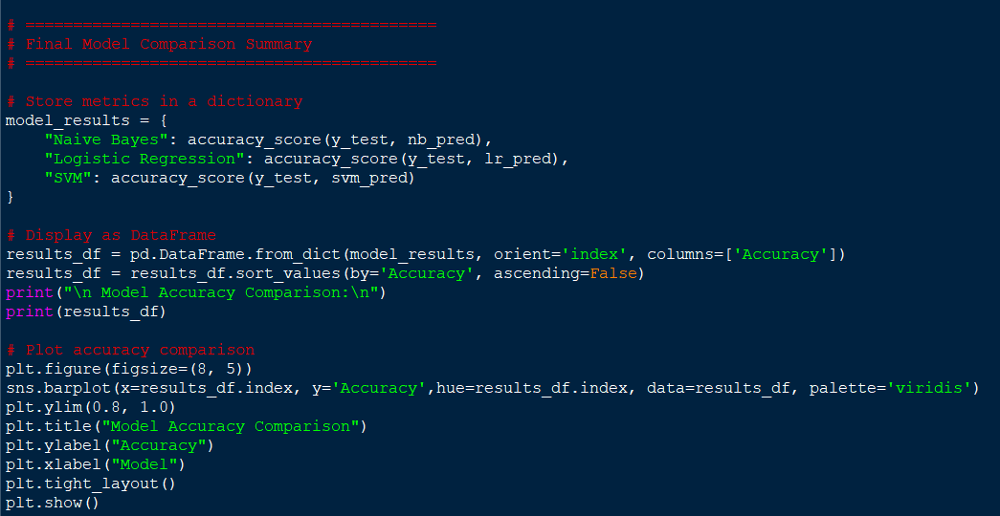 # ===========================================
# Final Model Comparison Summary
# ===========================================
# Store metrics in a dictionary
model_results = {
    "Naive Bayes": accuracy_score(y_test, nb_pred),
    "Logistic Regression": accuracy_score(y_test, lr_pred),
    "SVM": accuracy_score(y_test, svm_pred)
}
# Display as DataFrame
results_df = pd.DataFrame.from_dict(model_results, orient='index', columns=['Accuracy'])
results_df = results_df.sort_values(by='Accuracy', ascending=False)
print("\n Model Accuracy Comparison:\n")
print(results_df)
# Plot accuracy comparison
plt.figure(figsize=(8, 5))
sns.barplot(x=results_df.index, y='Accuracy',hue=results_df.index, data=results_df, palette='viridis')
plt.ylim(0.8, 1.0)
plt.title("Model Accuracy Comparison")
plt.ylabel("Accuracy")
plt.xlabel("Model")
plt.tight_layout()
plt.show()